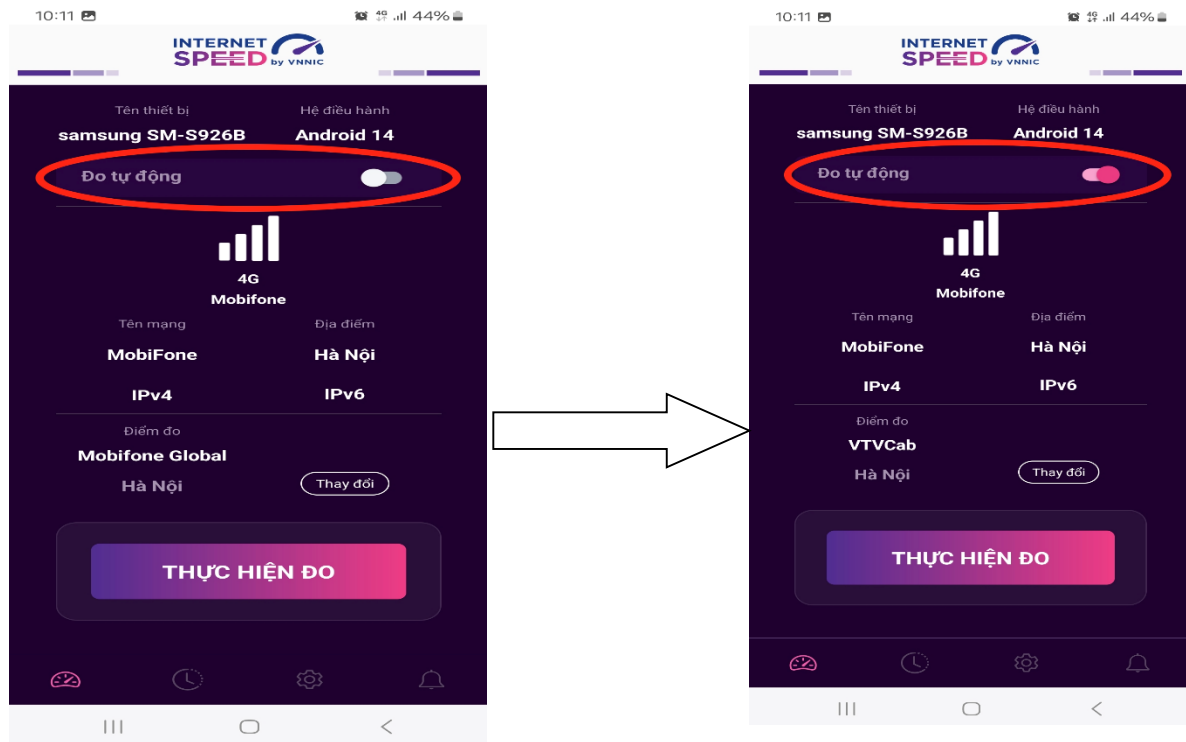 10:11 4G 44%
INTERNET
SPEED by VNNIC
Tên thiết bị Hệ điều hành
samsung SM-S926B Android 14
Đo tự động
4G
Mobifone
Tên mạng Địa điểm
MobiFone Hà Nội
IPv4 IPv6
Điểm đo
Mobifone Global
Hà Nội Thay đổi
THỰC HIỆN ĐO
10:11 4G 44%
INTERNET
SPEED by VNNIC
Tên thiết bị Hệ điều hành
samsung SM-S926B Android 14
Đo tự động
4G
Mobifone
Tên mạng Địa điểm
MobiFone Hà Nội
IPv4 IPv6
Điểm đo
VTVCab
Hà Nội Thay đổi
THỰC HIỆN ĐO